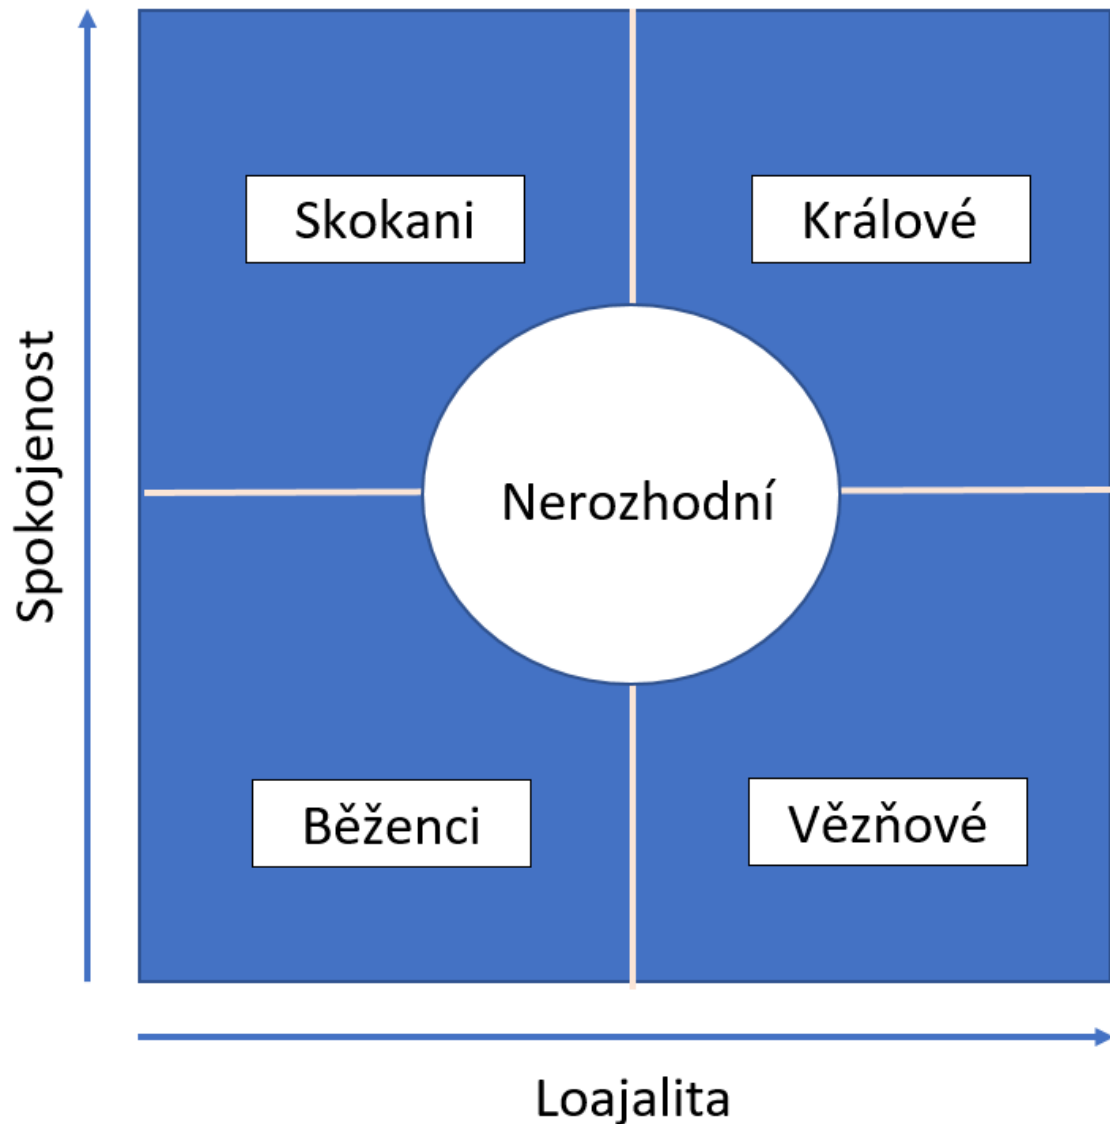 Skokani
Králové
Spokojenost
Nerozhodní
Běženci
Vězňové
Loajalita